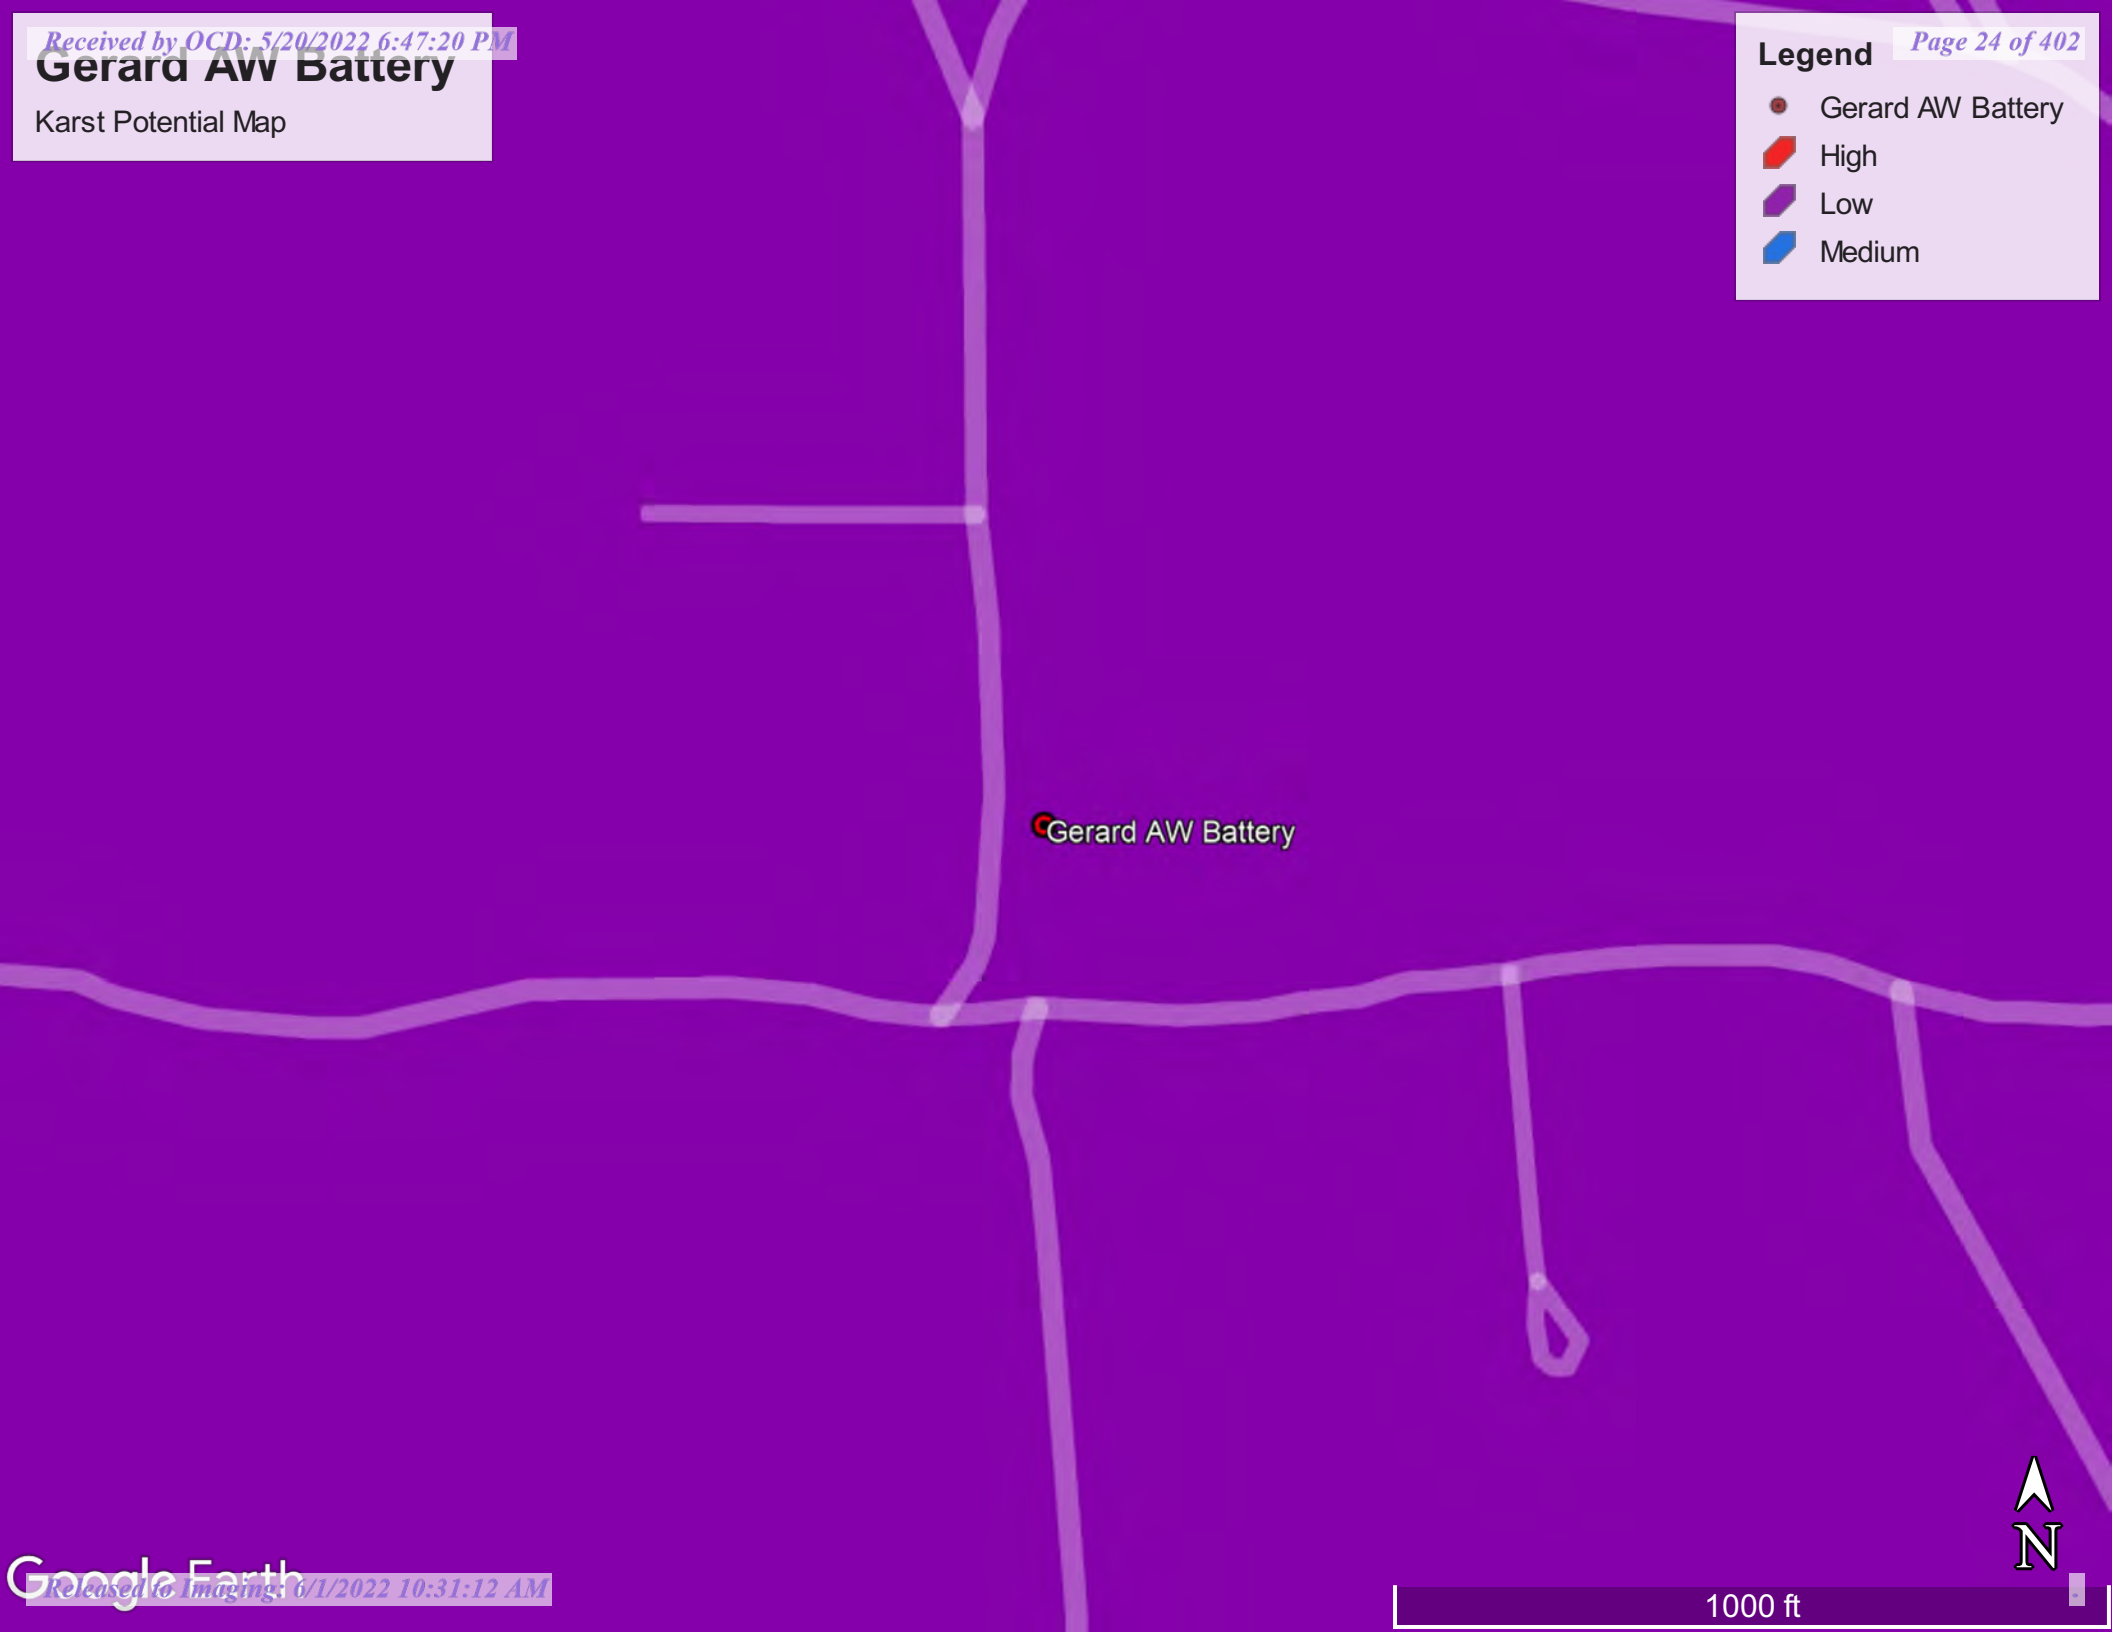 Received by OCD: 5/20/2022 6:47:20 PM
Page 24 of 402
Gerard AW Battery
Karst Potential Map
Legend
Gerard AW Battery
High
Low
Medium
Gerard AW Battery
N
Google Earth
Released to Imaging: 6/1/2022 10:31:12 AM
1000 ft